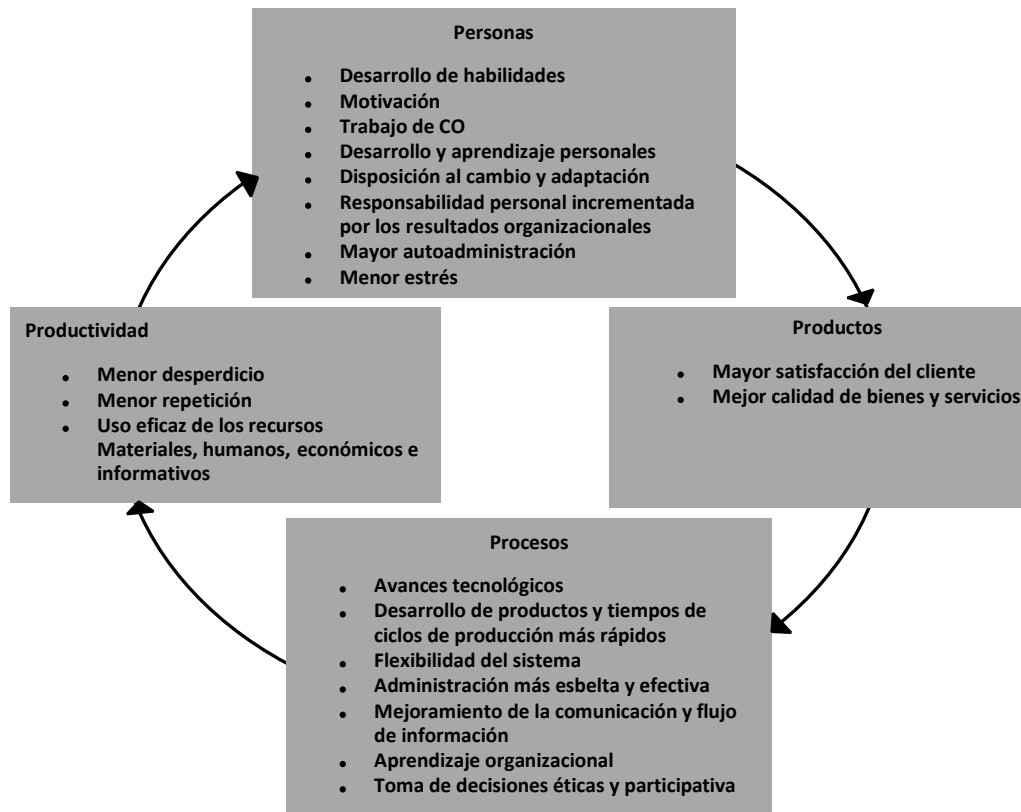 Personas
• Desarrollo de habilidades
• Motivación
• Trabajo de CO
• Desarrollo y aprendizaje personales
• Disposición al cambio y adaptación
• Responsabilidad personal incrementada
por los resultados organizacionales
• Mayor autoadministración
• Menor estrés
Productividad
• Menor desperdicio
• Menor repetición
• Uso eficaz de los recursos
Materiales, humanos, económicos e
informativos
Productos
• Mayor satisfacción del cliente
• Mejor calidad de bienes y servicios
Procesos
• Avances tecnológicos
• Desarrollo de productos y tiempos de
ciclos de producción más rápidos
• Flexibilidad del sistema
• Administración más esbelta y efectiva
• Mejoramiento de la comunicación y flujo
de información
• Aprendizaje organizacional
• Toma de decisiones éticas y participativa